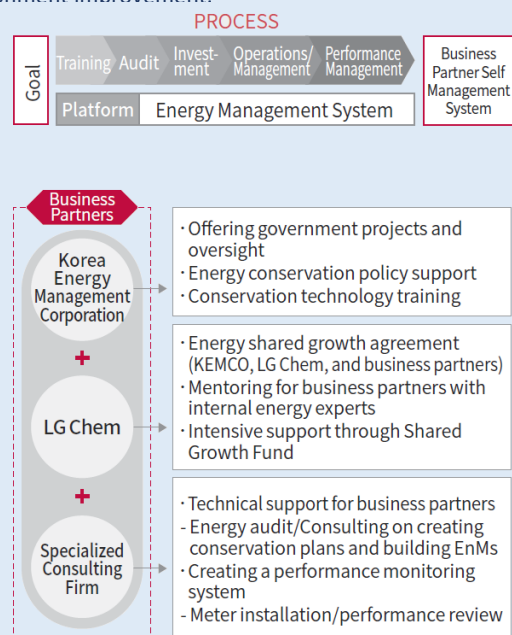 PROCESS
Goal
Training
Audit
Invest-
ment
Operations/
Management
Performance
Management
Platform
Energy Management System
Business
Partner Self
Management
System
Business
Partners
Korea
Energy
Management
Corporation
· Offering government projects and
oversight
· Energy conservation policy support
· Conservation technology training
+
LG Chem
· Energy shared growth agreement
(KEMCO, LG Chem, and business partners)
· Mentoring for business partners with
internal energy experts
· Intensive support through Shared
Growth Fund
+
Specialized
Consulting
Firm
· Technical support for business partners
- Energy audit/Consulting on creating
conservation plans and building EnMs
· Creating a performance monitoring
system
- Meter installation/performance review